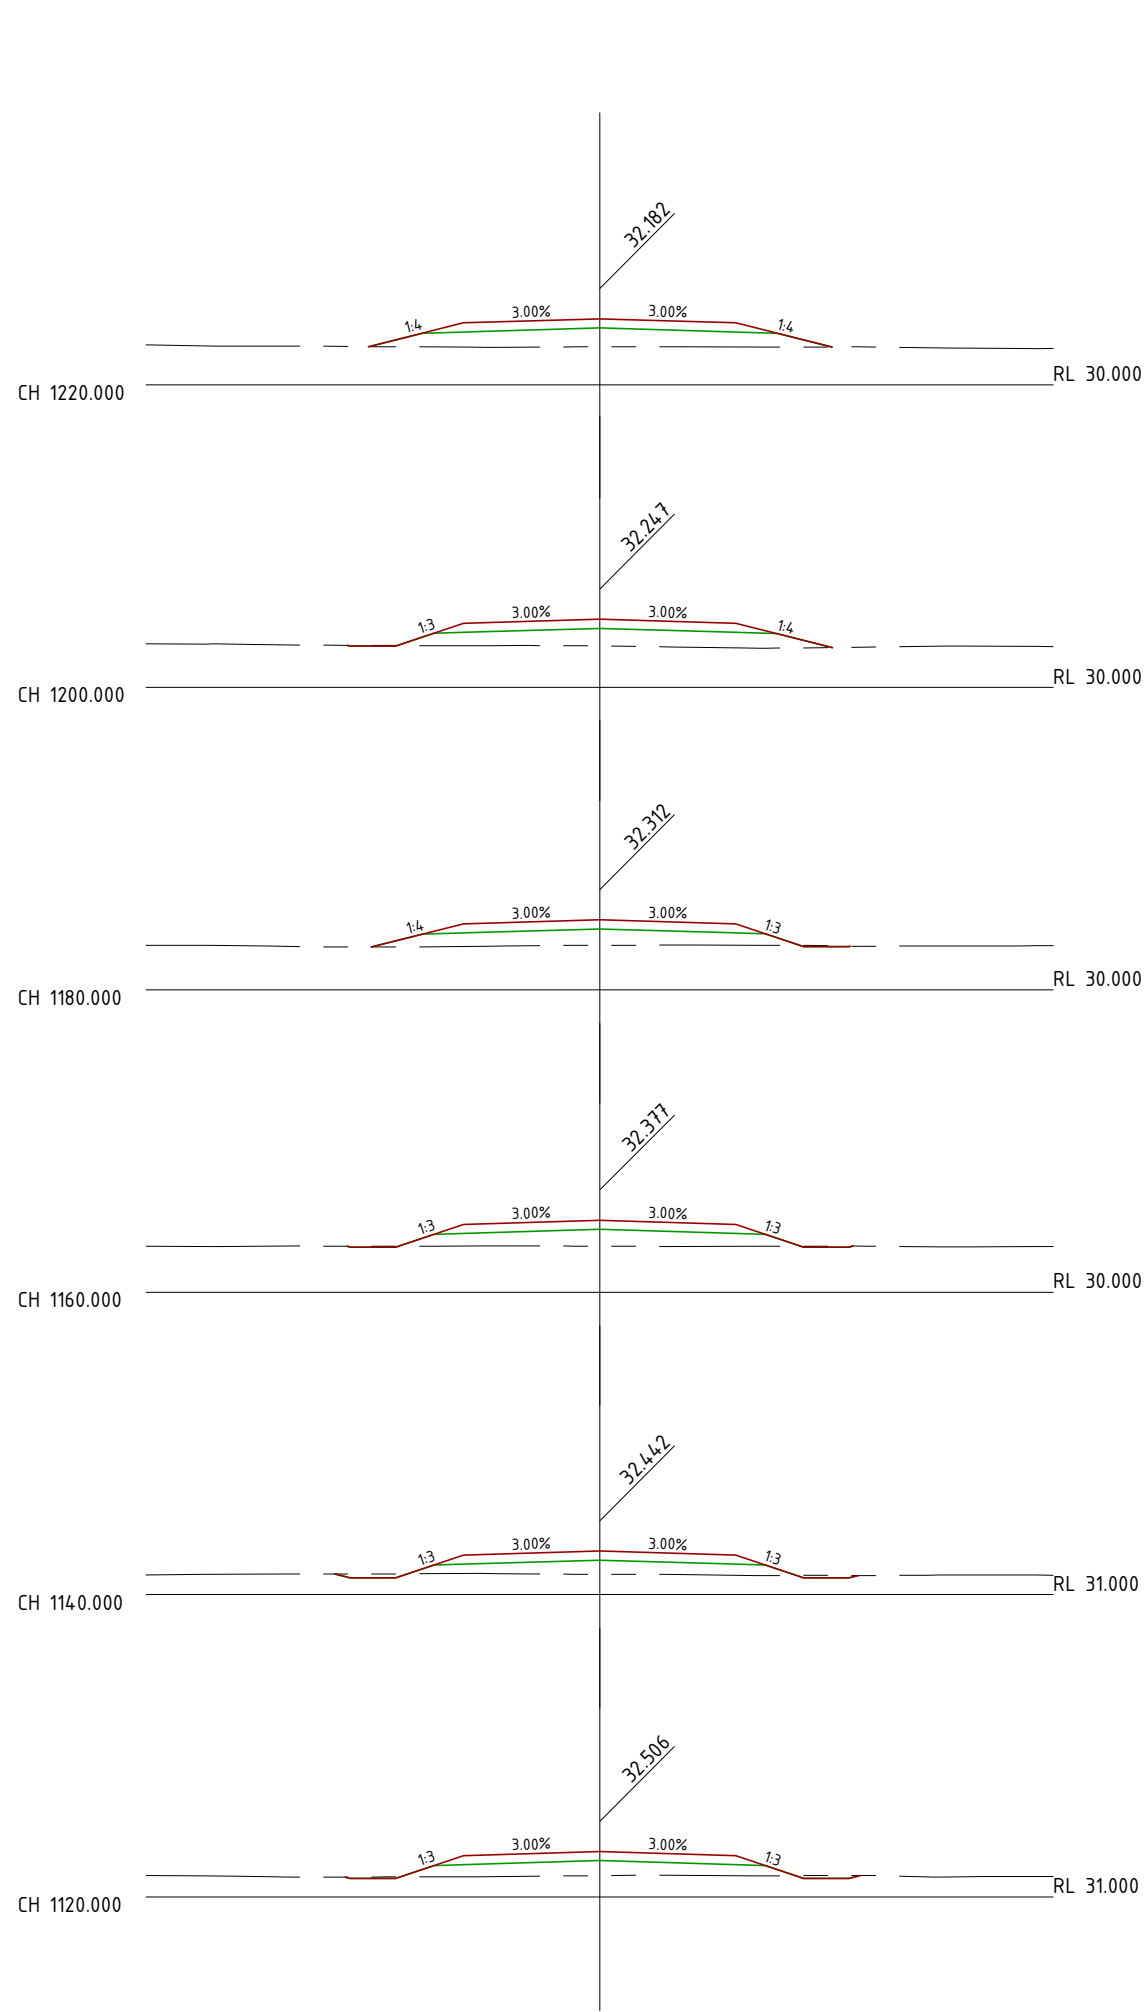 32.182
3.00% 3.00%
1:4 1:4
RL 30.000
CH 1220.000
32.247
3.00% 3.00%
1:3 1:4
RL 30.000
CH 1200.000
32.312
3.00% 3.00%
1:4 1:3
RL 30.000
CH 1180.000
32.377
3.00% 3.00%
1:3 1:3
RL 30.000
CH 1160.000
32.442
3.00% 3.00%
1:3 1:3
RL 31.000
CH 1140.000
32.506
3.00% 3.00%
1:3 1:3
RL 31.000
CH 1120.000